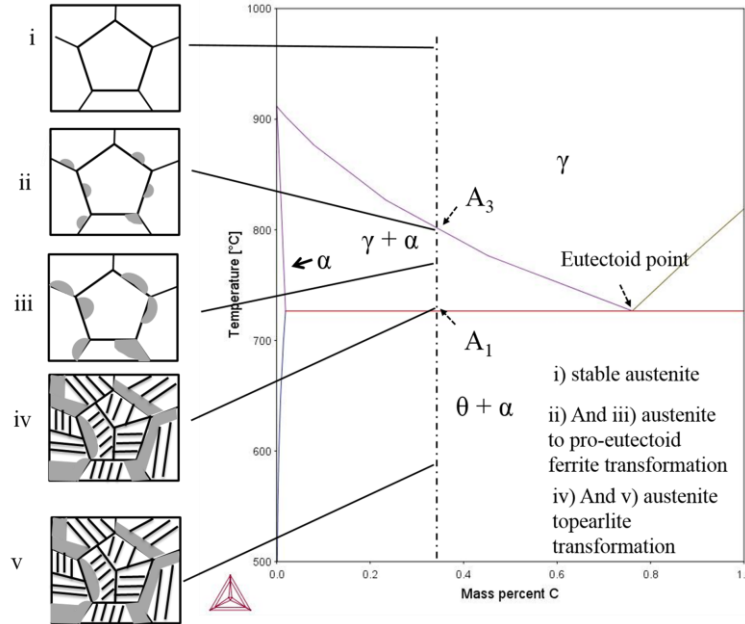 i
ii
iii
iv
v
1000
900
800
700
600
500
Temperature [°C]
0.0
0.2
0.4
0.6
0.8
1.0
Mass percent C
γ
A3
γ + α
α
Eutectoid point
A1
θ + α
i) stable austenite
ii) And iii) austenite
to pro-eutectoid
ferrite transformation
iv) And v) austenite
topearlite
transformation